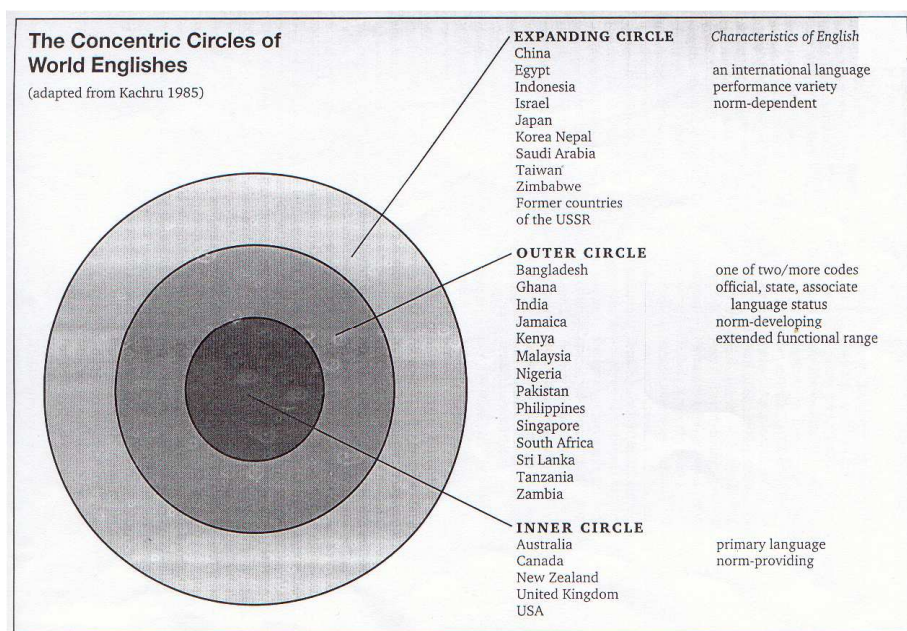 The Concentric Circles of
World Englishes
(adapted from Kachru 1985)
EXPANDING CIRCLE Characteristics of English
China
Egypt an international language
Indonesia performance variety
Israel norm-dependent
Japan
Korea Nepal
Saudi Arabia
Taiwan
Zimbabwe
Former countries
of the USSR
OUTER CIRCLE
Bangladesh one of two/more codes
Ghana official, state, associate
India language status
Jamaica norm-developing
Kenya extended functional range
Malaysia
Nigeria
Pakistan
Philippines
Singapore
South Africa
Sri Lanka
Tanzania
Zambia
INNER CIRCLE
Australia primary language
Canada norm-providing
New Zealand
United Kingdom
USA